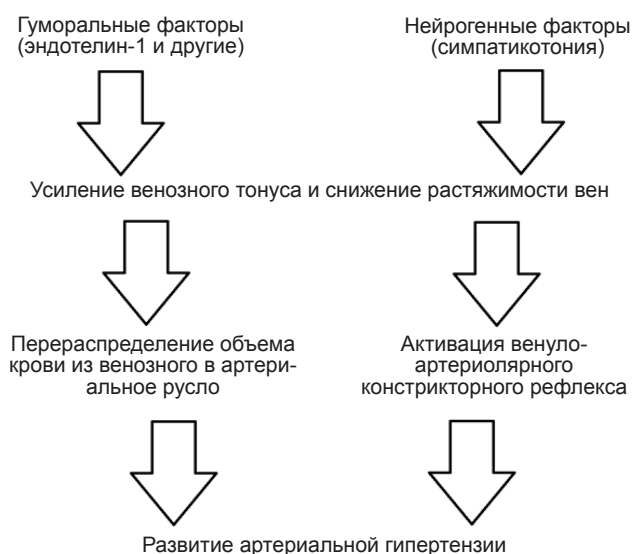 Гуморальные факторы
(эндотелин-1 и другие)
Нейрогенные факторы
(симпатикотония)
Усиление венозного тонуса и снижение растяжимости вен
Перераспределение объема
крови из венозного в артери-
альное русло
Активация венуло-
артериолярного
констрикторного рефлекса
Развитие артериальной гипертензии